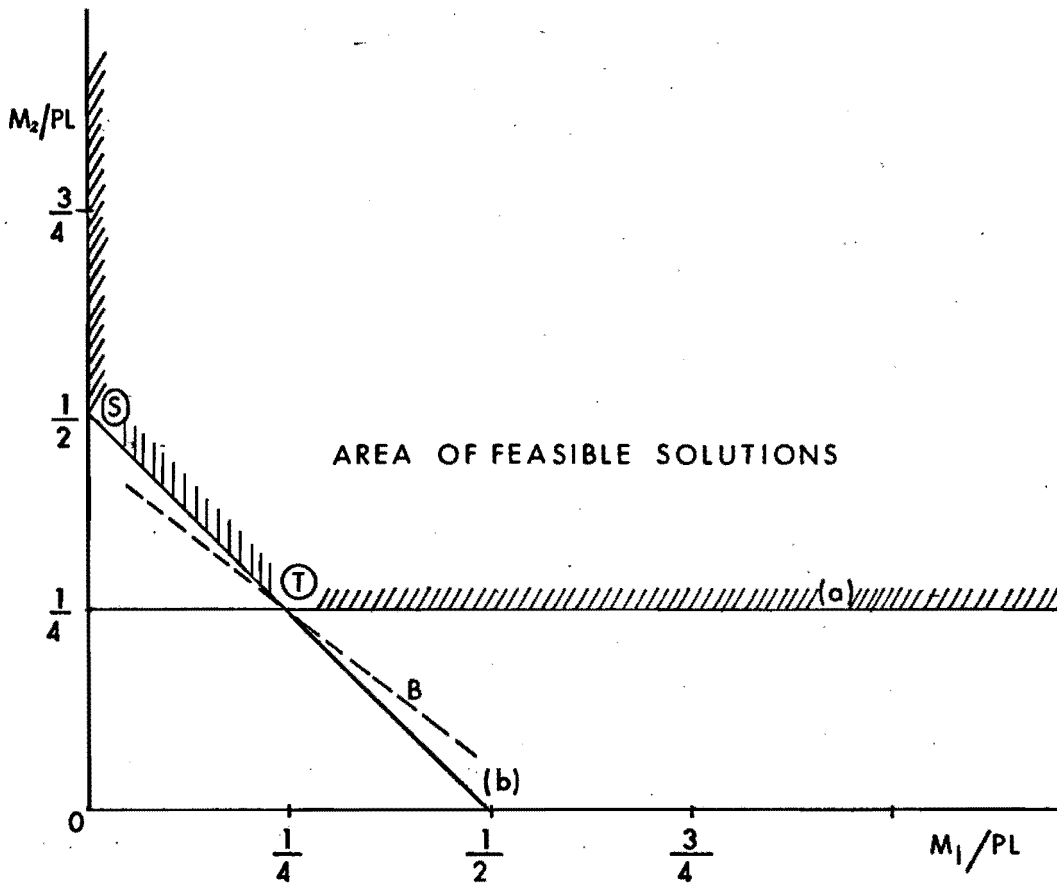 M₂/PL
3/4
S
1/2
AREA OF FEASIBLE SOLUTIONS
T
(a)
1/4
B
(b)
0
1/4
1/2
3/4
M₁/PL